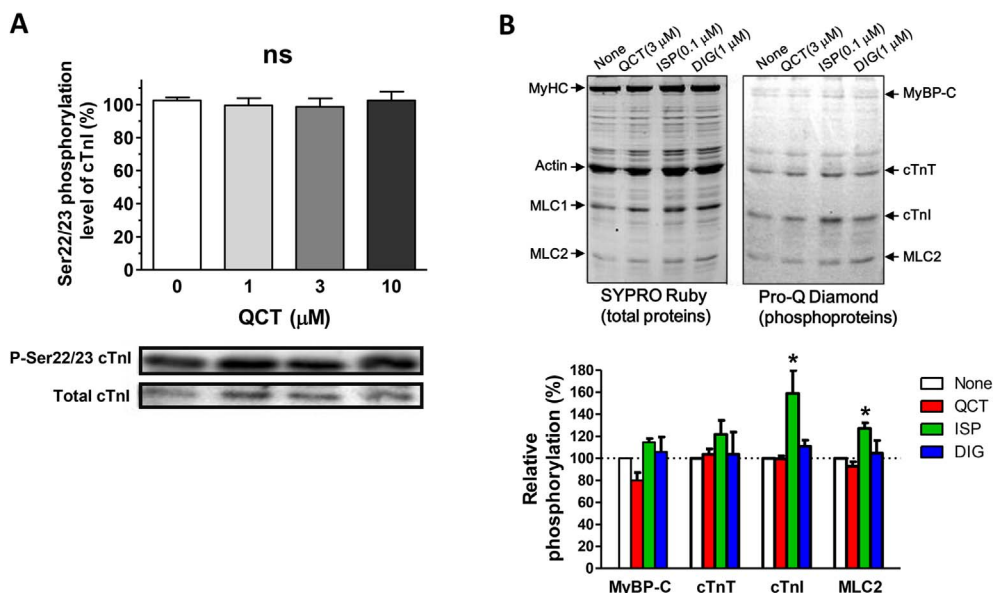 A
ns
Ser22/23 phosphorylation
level of cTnI (%)
100
80
60
40
20
0
0 1 3 10
QCT (µM)
P-Ser22/23 cTnI
Total cTnI
B
None QCT(3 µM) ISP(0.1 µM) DIG(1 µM)
None QCT(3 µM) ISP(0.1 µM) DIG(1 µM)
MyHC
Actin
MLC1
MLC2
MyBP-C
cTnT
cTnI
MLC2
SYPRO Ruby
(total proteins)
Pro-Q Diamond
(phosphoproteins)
Relative
phosphorylation (%)
180
160
140
120
100
80
60
40
20
0
*
*
MyBP-C cTnT cTnI MLC2
None
QCT
ISP
DIG